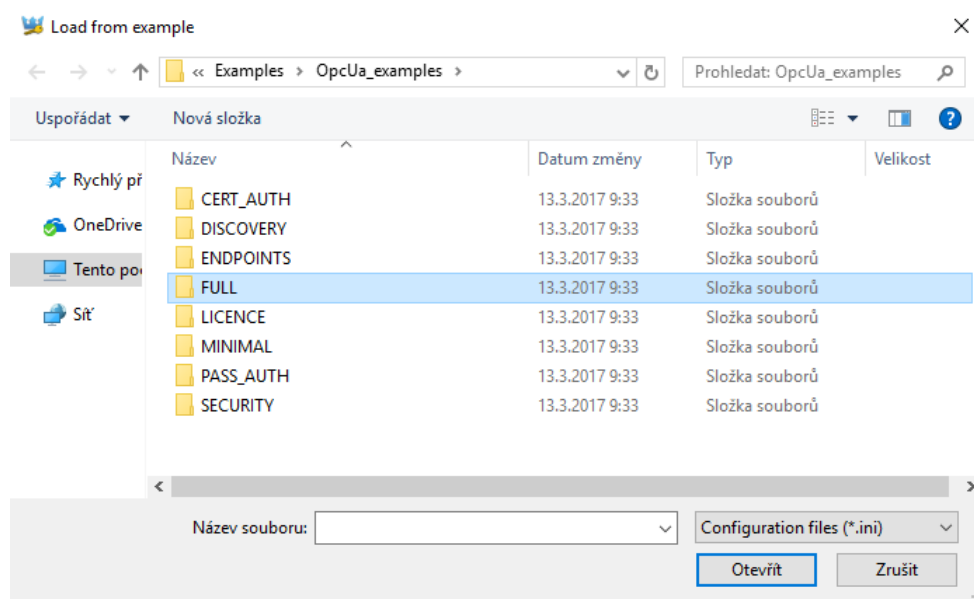 Load from example
« Examples > OpcUa_examples >
Prohledat: OpcUa_examples
Uspořádat
Nová složka
Název
Datum změny
Typ
Velikost
Rychlý př
OneDrive
Tento po
Síť
CERT_AUTH 13.3.2017 9:33 Složka souborů
DISCOVERY 13.3.2017 9:33 Složka souborů
ENDPOINTS 13.3.2017 9:33 Složka souborů
FULL 13.3.2017 9:33 Složka souborů
LICENCE 13.3.2017 9:33 Složka souborů
MINIMAL 13.3.2017 9:33 Složka souborů
PASS_AUTH 13.3.2017 9:33 Složka souborů
SECURITY 13.3.2017 9:33 Složka souborů
Název souboru:
Configuration files (*.ini)
Otevřít
Zrušit